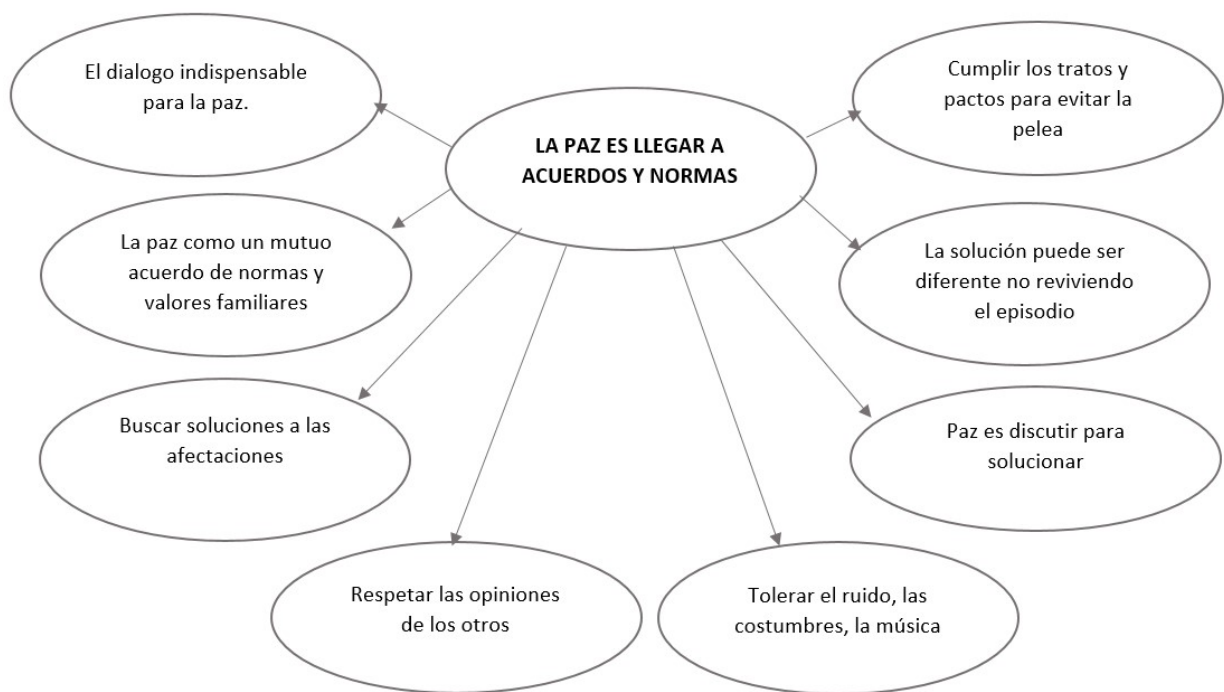 El dialogo indispensable
para la paz.
LA PAZ ES LLEGAR A
ACUERDOS Y NORMAS
Cumplir los tratos y
pactos para evitar la
pelea
La paz como un mutuo
acuerdo de normas y
valores familiares
La solución puede ser
diferente no reviviendo
el episodio
Buscar soluciones a las
afectaciones
Paz es discutir para
solucionar
Respetar las opiniones
de los otros
Tolerar el ruido, las
costumbres, la música